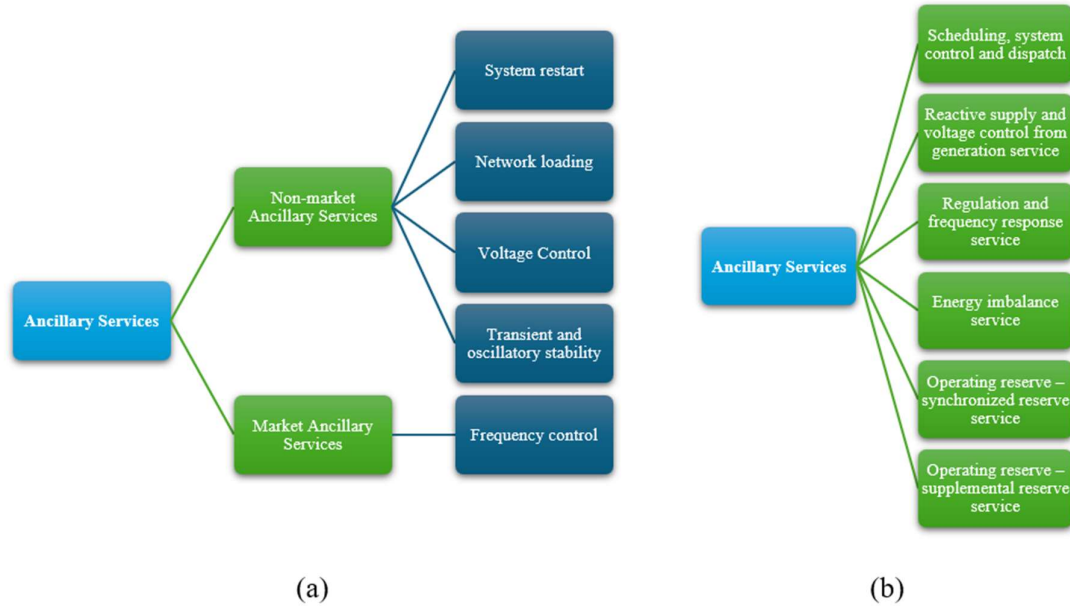 Ancillary Services
Non-market
Ancillary Services
Market Ancillary
Services
System restart
Network loading
Voltage Control
Transient and
oscillatory stability
Frequency control
(a)
Ancillary Services
Scheduling, system
control and dispatch
Reactive supply and
voltage control from
generation service
Regulation and
frequency response
service
Energy imbalance
service
Operating reserve –
synchronized reserve
service
Operating reserve –
supplemental reserve
service
(b)